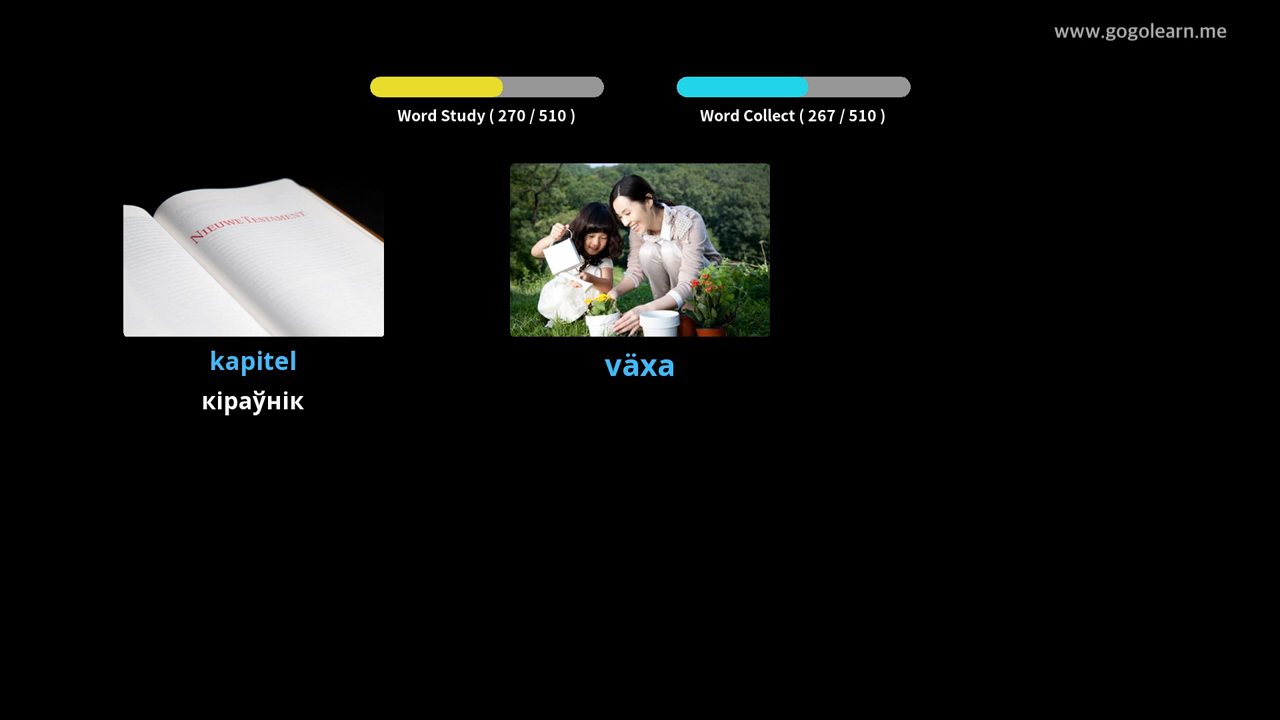 www.gogolearn.me
Word Study ( 270 / 510 )
Word Collect ( 267 / 510 )
NIEUWE TESTAMENT
kapitel
кіраўнік
växa